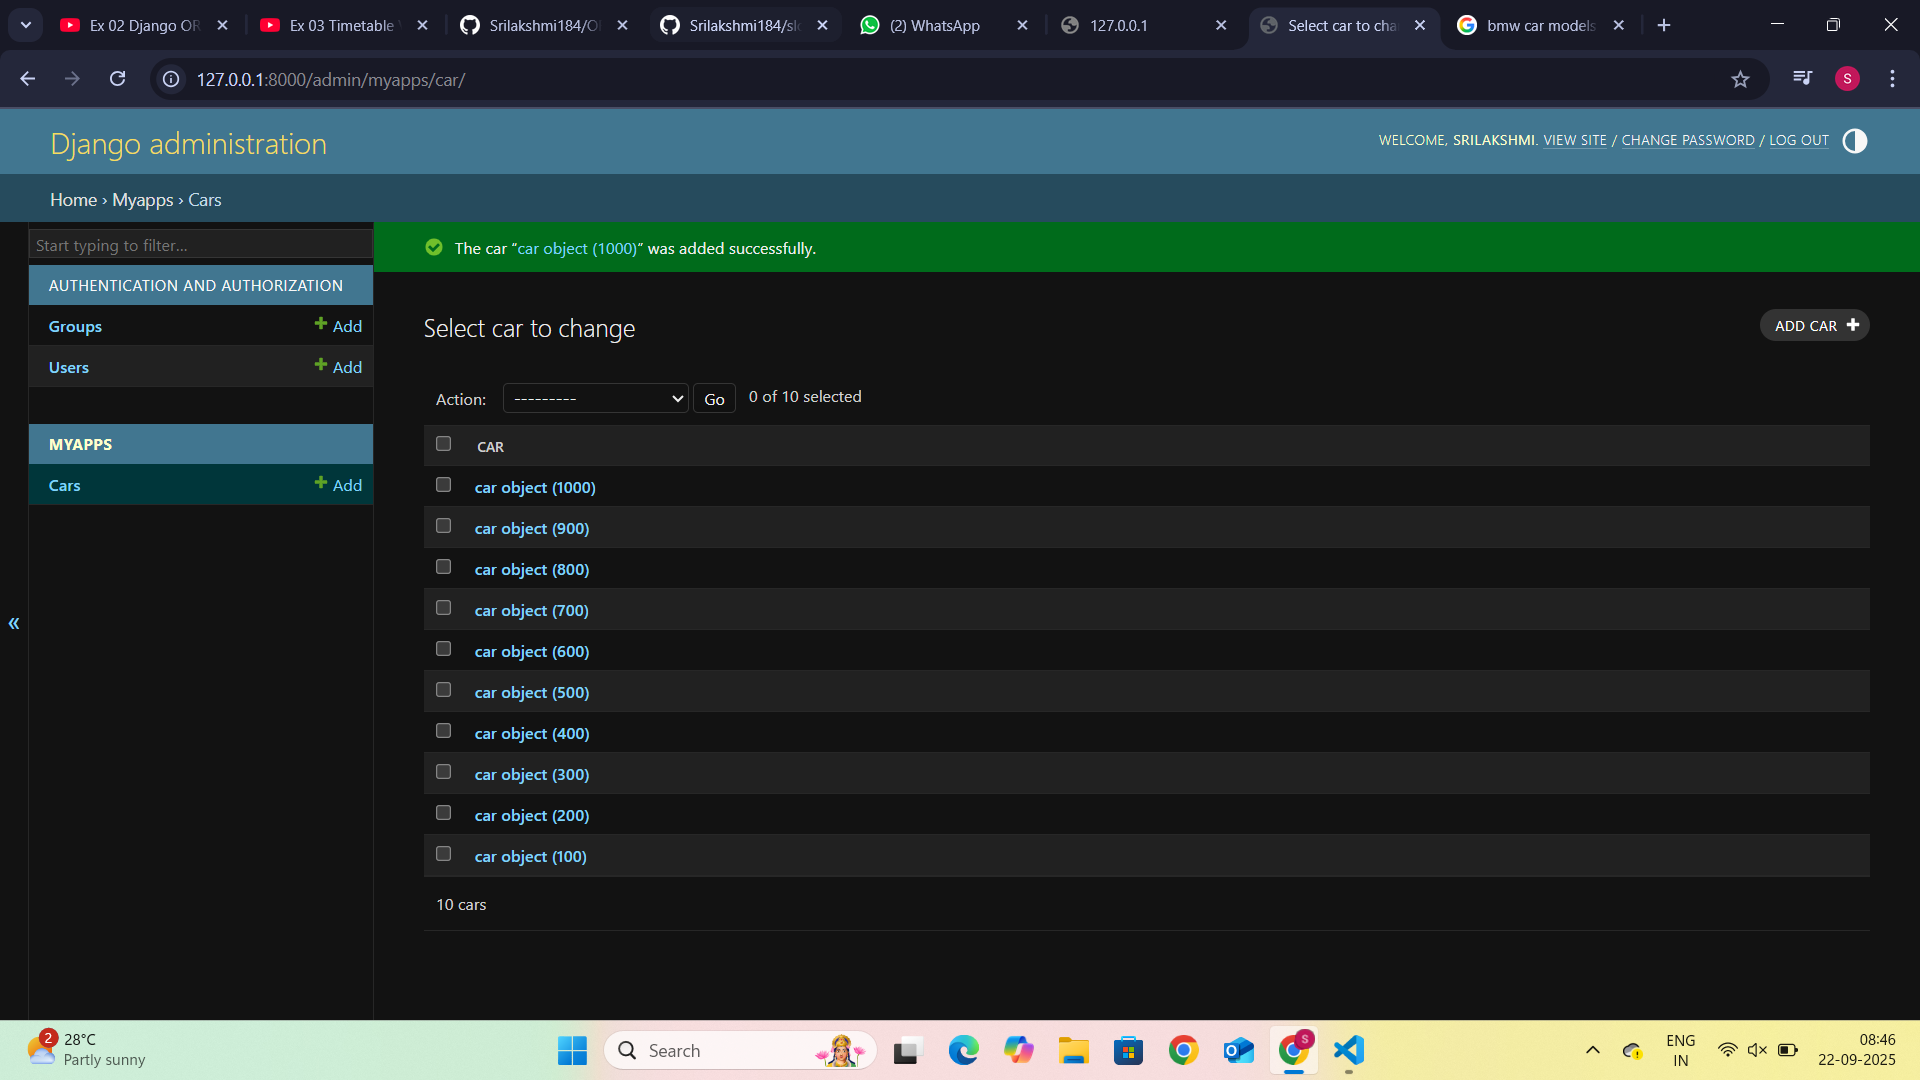 Ex 02 Django OR
Ex 03 Timetable
Srilakshmi184/O
Srilakshmi184/sl
(2) WhatsApp
127.0.0.1
Select car to cha
bmw car models
127.0.0.1:8000/admin/myapps/car/
S
Django administration
WELCOME, SRILAKSHMI. VIEW SITE / CHANGE PASSWORD / LOG OUT
Home › Myapps › Cars
Start typing to filter...
AUTHENTICATION AND AUTHORIZATION
Groups + Add
Users + Add
MYAPPS
Cars + Add
«
The car “car object (1000)” was added successfully.
Select car to change
ADD CAR +
Action: --------- Go 0 of 10 selected
CAR
car object (1000)
car object (900)
car object (800)
car object (700)
car object (600)
car object (500)
car object (400)
car object (300)
car object (200)
car object (100)
10 cars
2
28°C
Partly sunny
Search
S
ENG
IN
08:46
22-09-2025